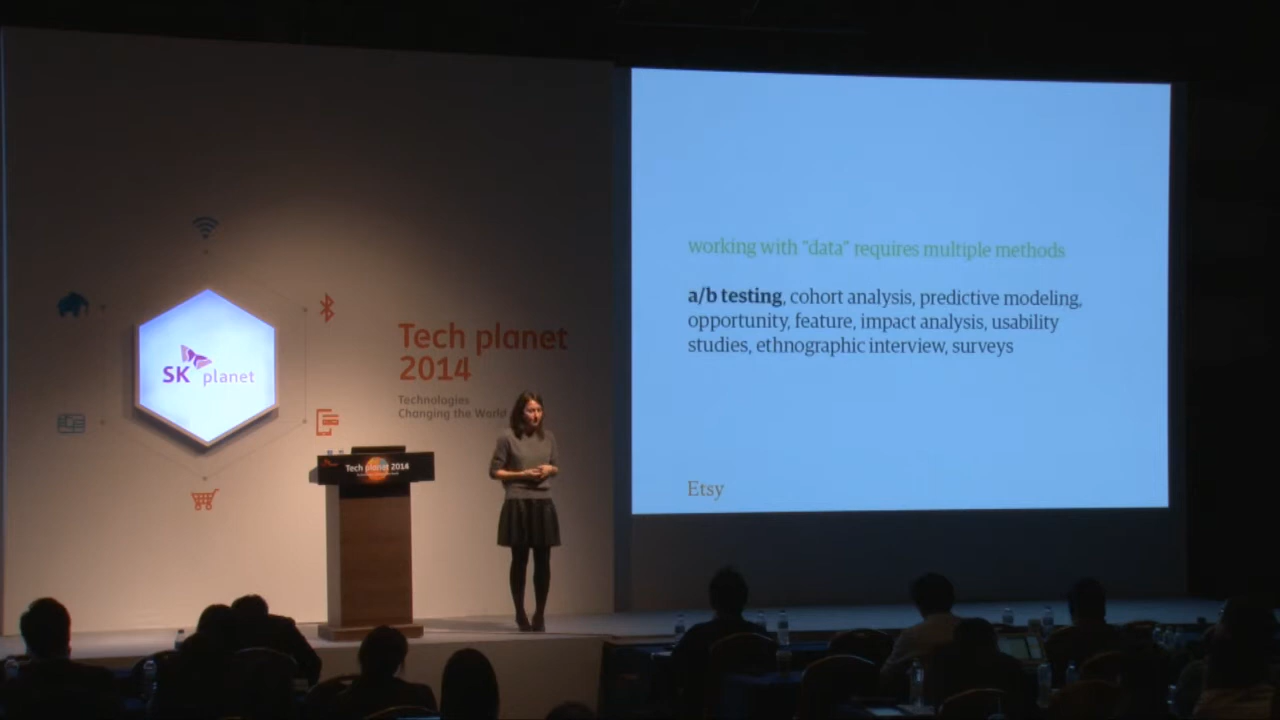 SK planet
Tech planet
2014
Technologies
Changing the World
Tech planet 2014
working with “data” requires multiple methods
a/b testing, cohort analysis, predictive modeling,
opportunity, feature, impact analysis, usability
studies, ethnographic interview, surveys
Etsy